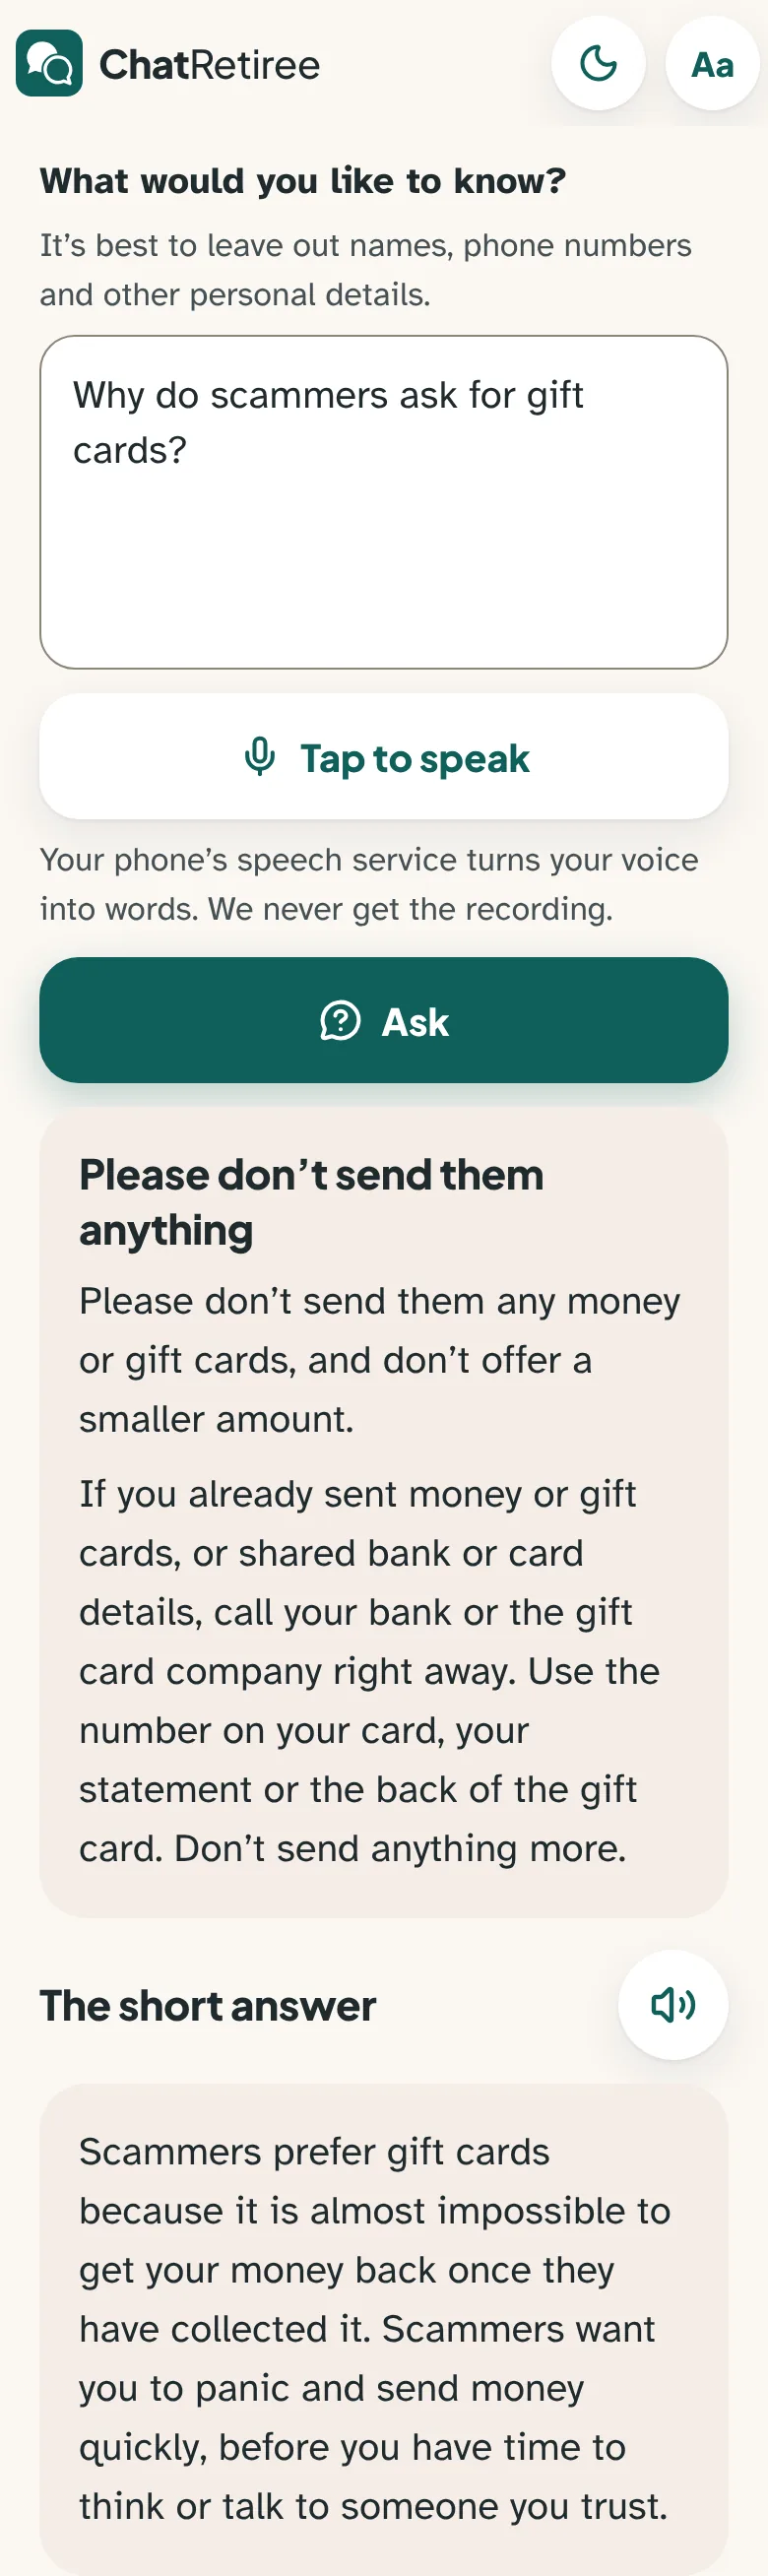 ChatRetiree
Aa
What would you like to know?
It’s best to leave out names, phone numbers
and other personal details.
Why do scammers ask for gift
cards?
Tap to speak
Your phone’s speech service turns your voice
into words. We never get the recording.
Ask
Please don’t send them
anything
Please don’t send them any money
or gift cards, and don’t offer a
smaller amount.
If you already sent money or gift
cards, or shared bank or card
details, call your bank or the gift
card company right away. Use the
number on your card, your
statement or the back of the gift
card. Don’t send anything more.
The short answer
Scammers prefer gift cards
because it is almost impossible to
get your money back once they
have collected it. Scammers want
you to panic and send money
quickly, before you have time to
think or talk to someone you trust.